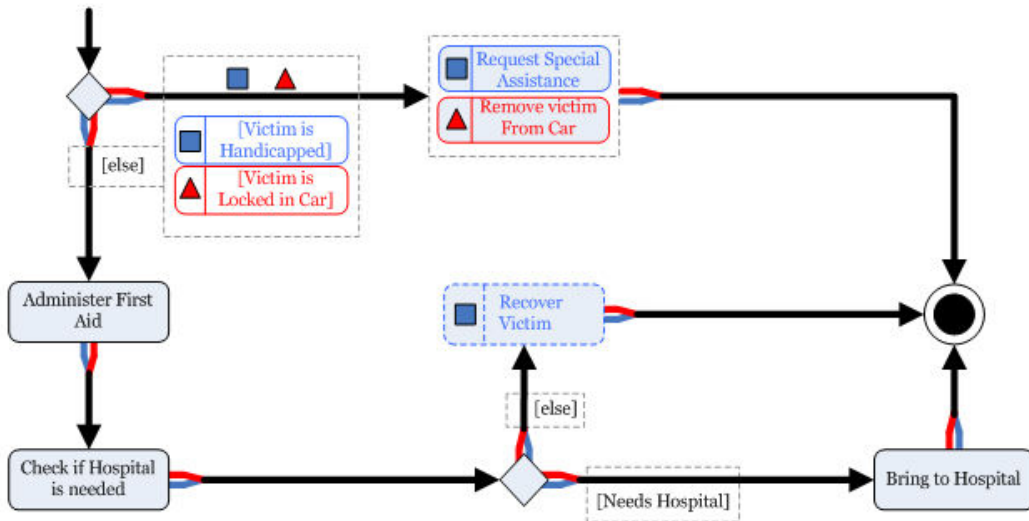 Request Special
Assistance
Remove victim
From Car
[Victim is
Handicapped]
[else]
[Victim is
Locked in Car]
Administer First
Aid
Recover
Victim
[else]
Check if Hospital
is needed
[Needs Hospital]
Bring to Hospital